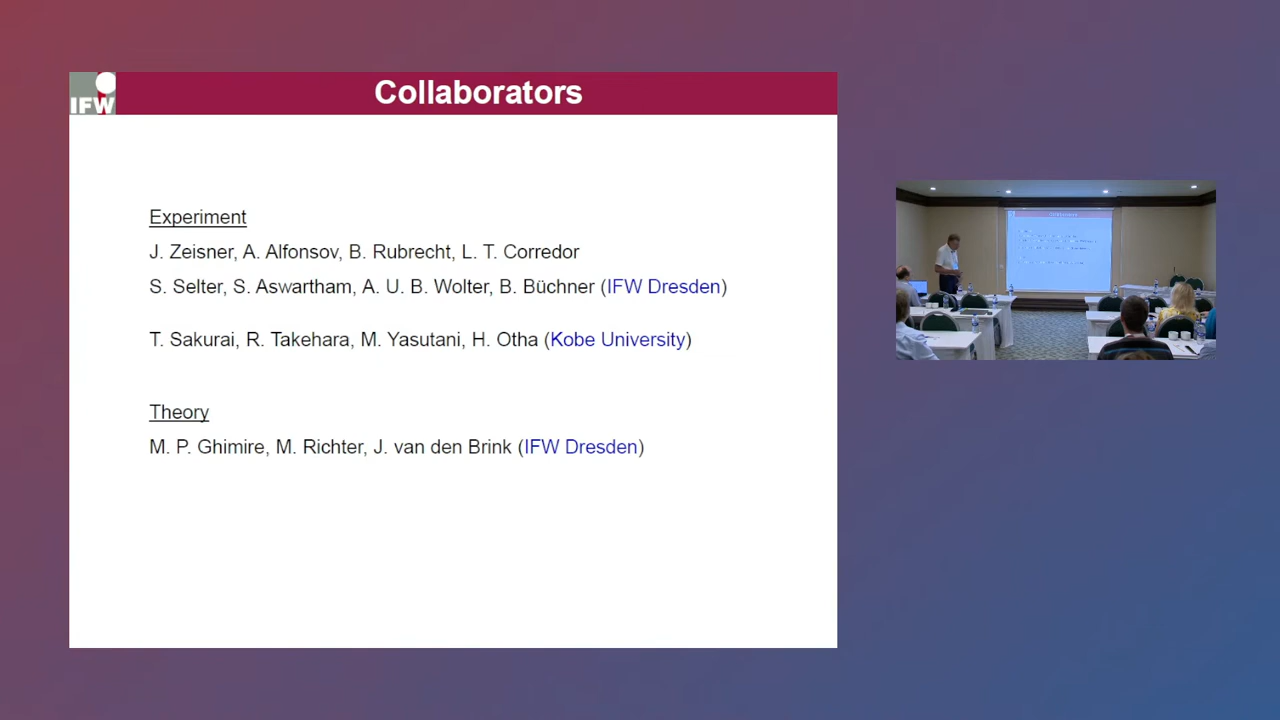 IFW
Collaborators
Experiment
J. Zeisner, A. Alfonsov, B. Rubrecht, L. T. Corredor
S. Selter, S. Aswartham, A. U. B. Wolter, B. Büchner (IFW Dresden)
T. Sakurai, R. Takehara, M. Yasutani, H. Otha (Kobe University)
Theory
M. P. Ghimire, M. Richter, J. van den Brink (IFW Dresden)